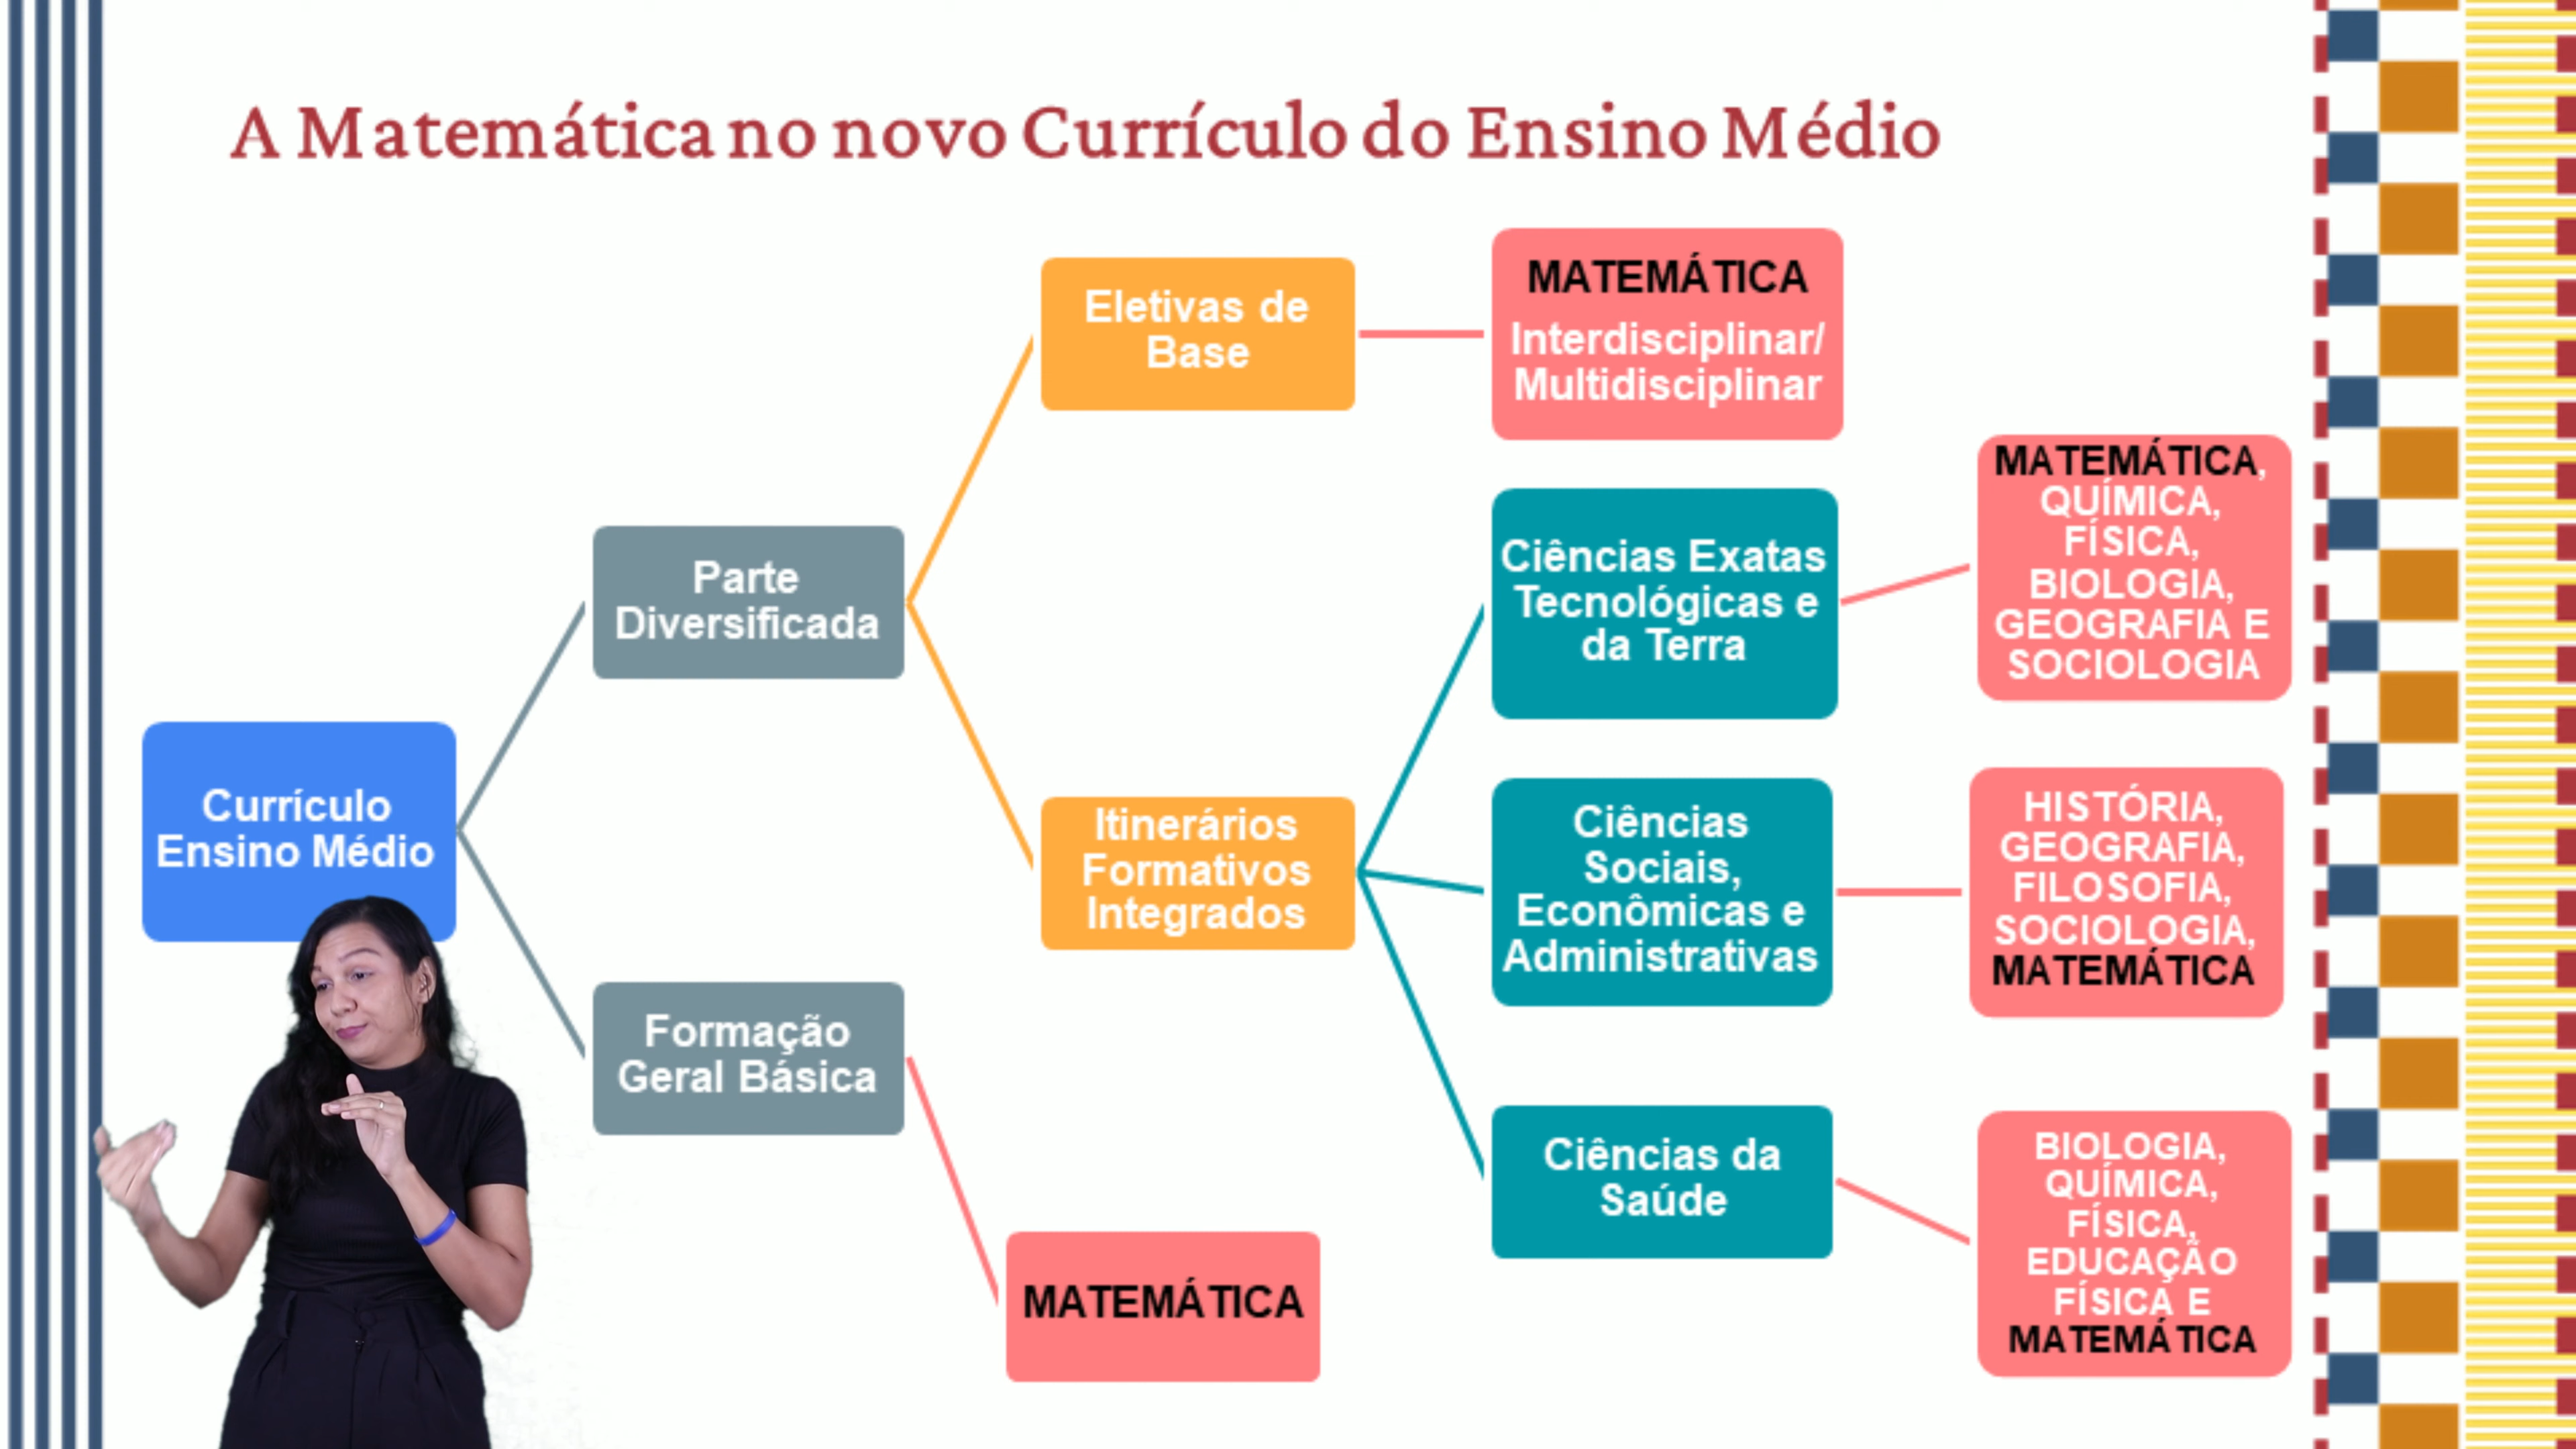 A Matemática no novo Currículo do Ensino Médio
Currículo
Ensino Médio
Parte
Diversificada
Formação
Geral Básica
Eletivas de
Base
Itinerários
Formativos
Integrados
MATEMÁTICA
MATEMÁTICA
Interdisciplinar/
Multidisciplinar
Ciências Exatas
Tecnológicas e
da Terra
Ciências
Sociais,
Econômicas e
Administrativas
Ciências da
Saúde
MATEMÁTICA,
QUÍMICA,
FÍSICA,
BIOLOGIA,
GEOGRAFIA E
SOCIOLOGIA
HISTÓRIA,
GEOGRAFIA,
FILOSOFIA,
SOCIOLOGIA,
MATEMÁTICA
BIOLOGIA,
QUÍMICA,
FÍSICA,
EDUCAÇÃO
FÍSICA E
MATEMÁTICA